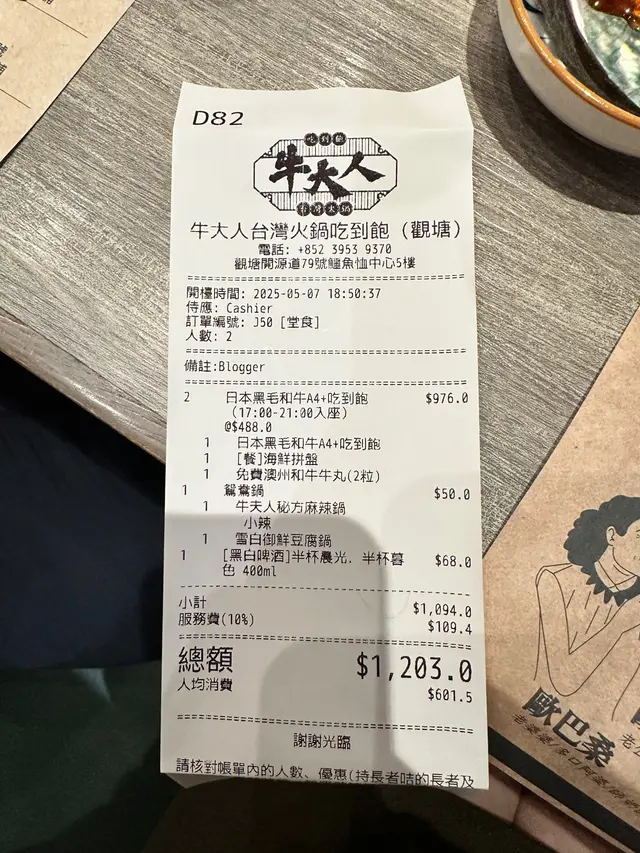 D82
吃到飽
牛大人
台灣火鍋
牛大人台灣火鍋吃到飽 (觀塘)
電話: +852 3953 9370
觀塘開源道79號鱷魚恤中心5樓
開檯時間: 2025-05-07 18:50:37
侍應: Cashier
訂單編號: J50 [堂食]
人數: 2
備註:Blogger
2 日本黑毛和牛A4+吃到飽 $976.0
(17:00-21:00入座)
@$488.0
1 日本黑毛和牛A4+吃到飽
1 [餐]海鮮拼盤
1 免費澳州和牛牛丸(2粒)
1 鴛鴦鍋 $50.0
1 牛夫人秘方麻辣鍋
小辣
1 雪白御鮮豆腐鍋
1 [黑白啤酒]半杯晨光. 半杯暮 $68.0
色 400ml
小計 $1,094.0
服務費(10%) $109.4
總額 $1,203.0
人均消費 $601.5
謝謝光臨
請核對帳單內的人數、優惠(持長者咭的長者及
歐巴桑